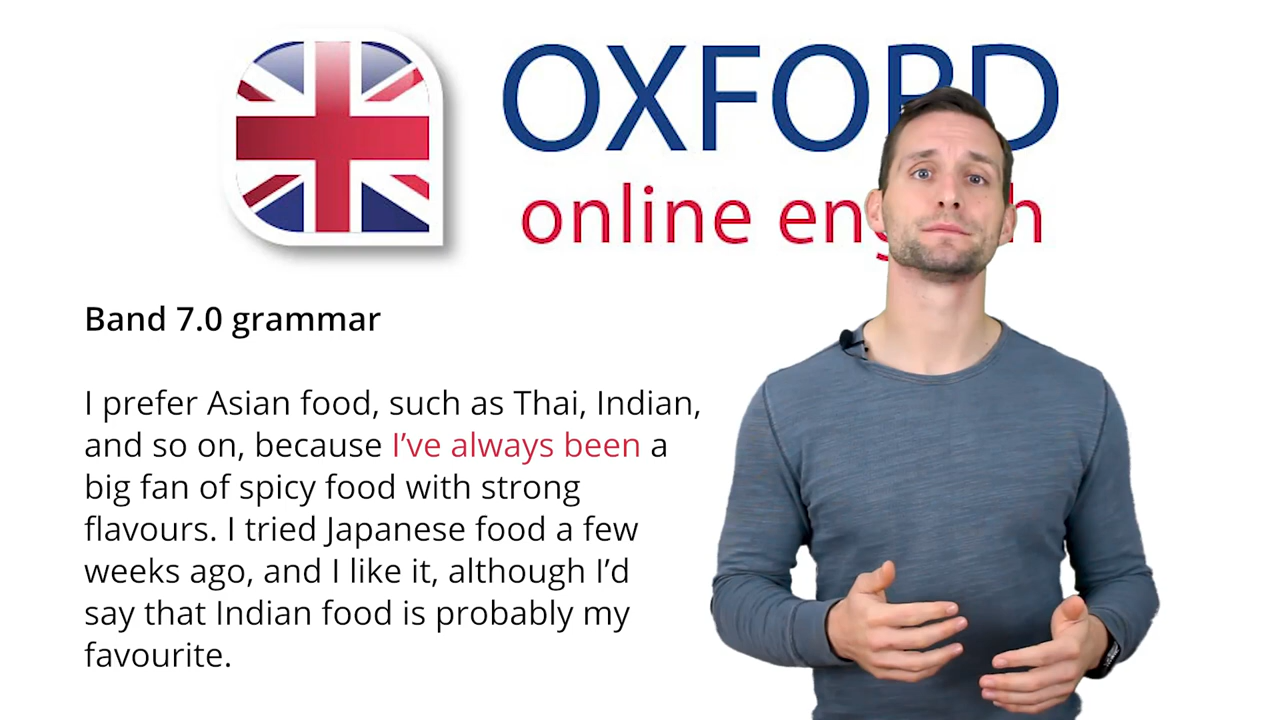 OXFORD
online english
Band 7.0 grammar
I prefer Asian food, such as Thai, Indian,
and so on, because I've always been a
big fan of spicy food with strong
flavours. I tried Japanese food a few
weeks ago, and I like it, although I'd
say that Indian food is probably my
favourite.